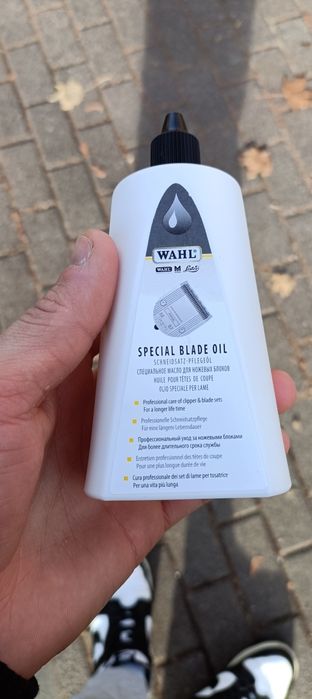 WAHL
WAHL M
SPECIAL BLADE OIL
SCHNEIDSATZ-PFLEGEÖL
СПЕЦИАЛЬНОЕ МАСЛО ДЛЯ НОЖЕВЫХ БЛОКОВ
HUILE POUR TÊTES DE COUPE
OLIO SPECIALE PER LAME
Professional care of clipper & blade sets
For a longer life time
Professionelle Schneidsatzpflege
Für eine längere Lebensdauer
Профессиональный уход за ножевыми блоками
Для более длительного срока службы
Entretien professionnel des têtes de coupe
Pour une plus longue durée de vie
Cura professionale dei set di lame per tosatrice
Per una vita più lunga